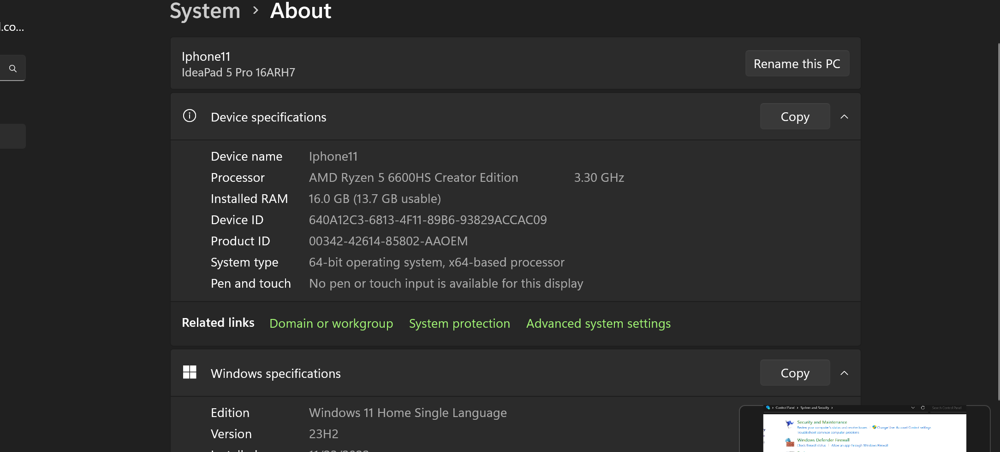 System > About
l.co...
Iphone11
IdeaPad 5 Pro 16ARH7
Rename this PC
Device specifications
Copy
Device name Iphone11
Processor AMD Ryzen 5 6600HS Creator Edition 3.30 GHz
Installed RAM 16.0 GB (13.7 GB usable)
Device ID 640A12C3-6813-4F11-89B6-93829ACCAC09
Product ID 00342-42614-85802-AAOEM
System type 64-bit operating system, x64-based processor
Pen and touch No pen or touch input is available for this display
Related links Domain or workgroup System protection Advanced system settings
Windows specifications
Copy
Edition Windows 11 Home Single Language
Version 23H2
Control Panel > System and Security >
Search Control Panel
Security and Maintenance
Review your computer's status and resolve issues
Change User Account Control settings
Troubleshoot common computer problems
Windows Defender Firewall
Check firewall status
Allow an app through Windows Firewall